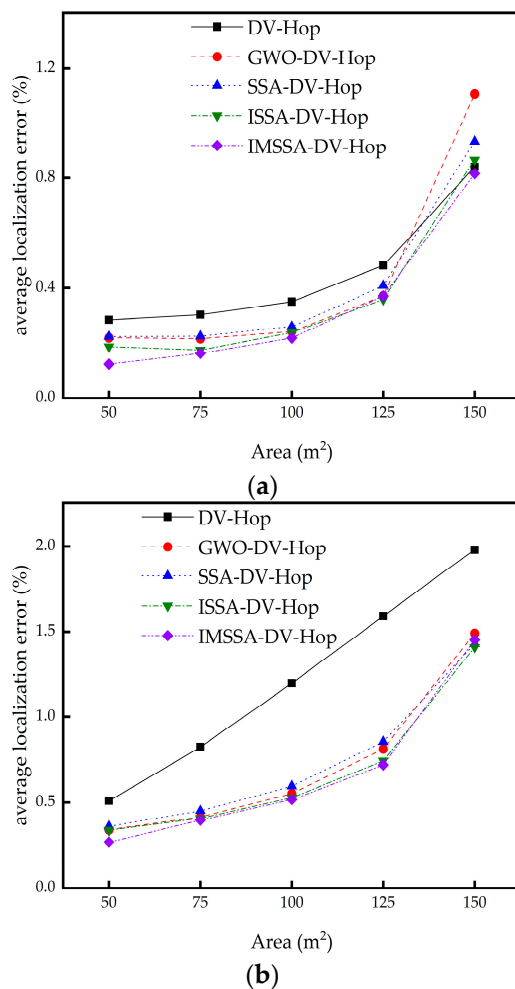 DV-Hop
GWO-DV-Hop
SSA-DV-Hop
ISSA-DV-Hop
IMSSA-DV-Hop
average localization error (%)
1.2
0.8
0.4
0.0
50 75 100 125 150
Area (m²)
(a)
DV-Hop
GWO-DV-Hop
SSA-DV-Hop
ISSA-DV-Hop
IMSSA-DV-Hop
average localization error (%)
2.0
1.5
1.0
0.5
0.0
50 75 100 125 150
Area (m²)
(b)